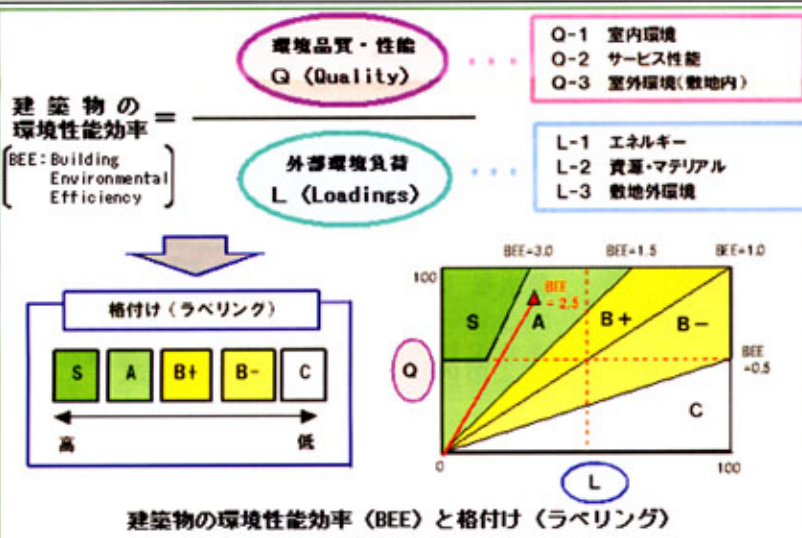 環境品質・性能
Q (Quality)
Q-1 室内環境
Q-2 サービス性能
Q-3 室外環境(敷地内)
建築物の
環境性能効率 =
BEE: Building
Environmental
Efficiency
外部環境負荷
L (Loadings)
L-1 エネルギー
L-2 資源・マテリアル
L-3 敷地外環境
格付け(ラベリング)
S A B+ B- C
高 低
BEE=3.0 BEE=1.5 BEE=1.0
100
BEE
=2.5
S A B+ B-
BEE
=0.5
Q
C
0 100
L
建築物の環境性能効率(BEE)と格付け(ラベリング)